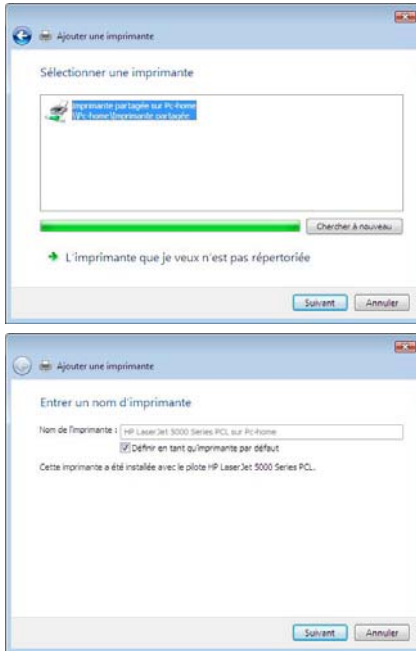 Ajouter une imprimante
Sélectionner une imprimante
Imprimante partagée sur Pc-home
\\Pc-home\Imprimante partagée
Chercher à nouveau
L'imprimante que je veux n'est pas répertoriée
Suivant Annuler
Ajouter une imprimante
Entrer un nom d'imprimante
Nom de l'imprimante : HP LaserJet 5000 Series PCL sur Pc-home
Définir en tant qu'imprimante par défaut
Cette imprimante a été installée avec le pilote HP LaserJet 5000 Series PCL.
Suivant Annuler